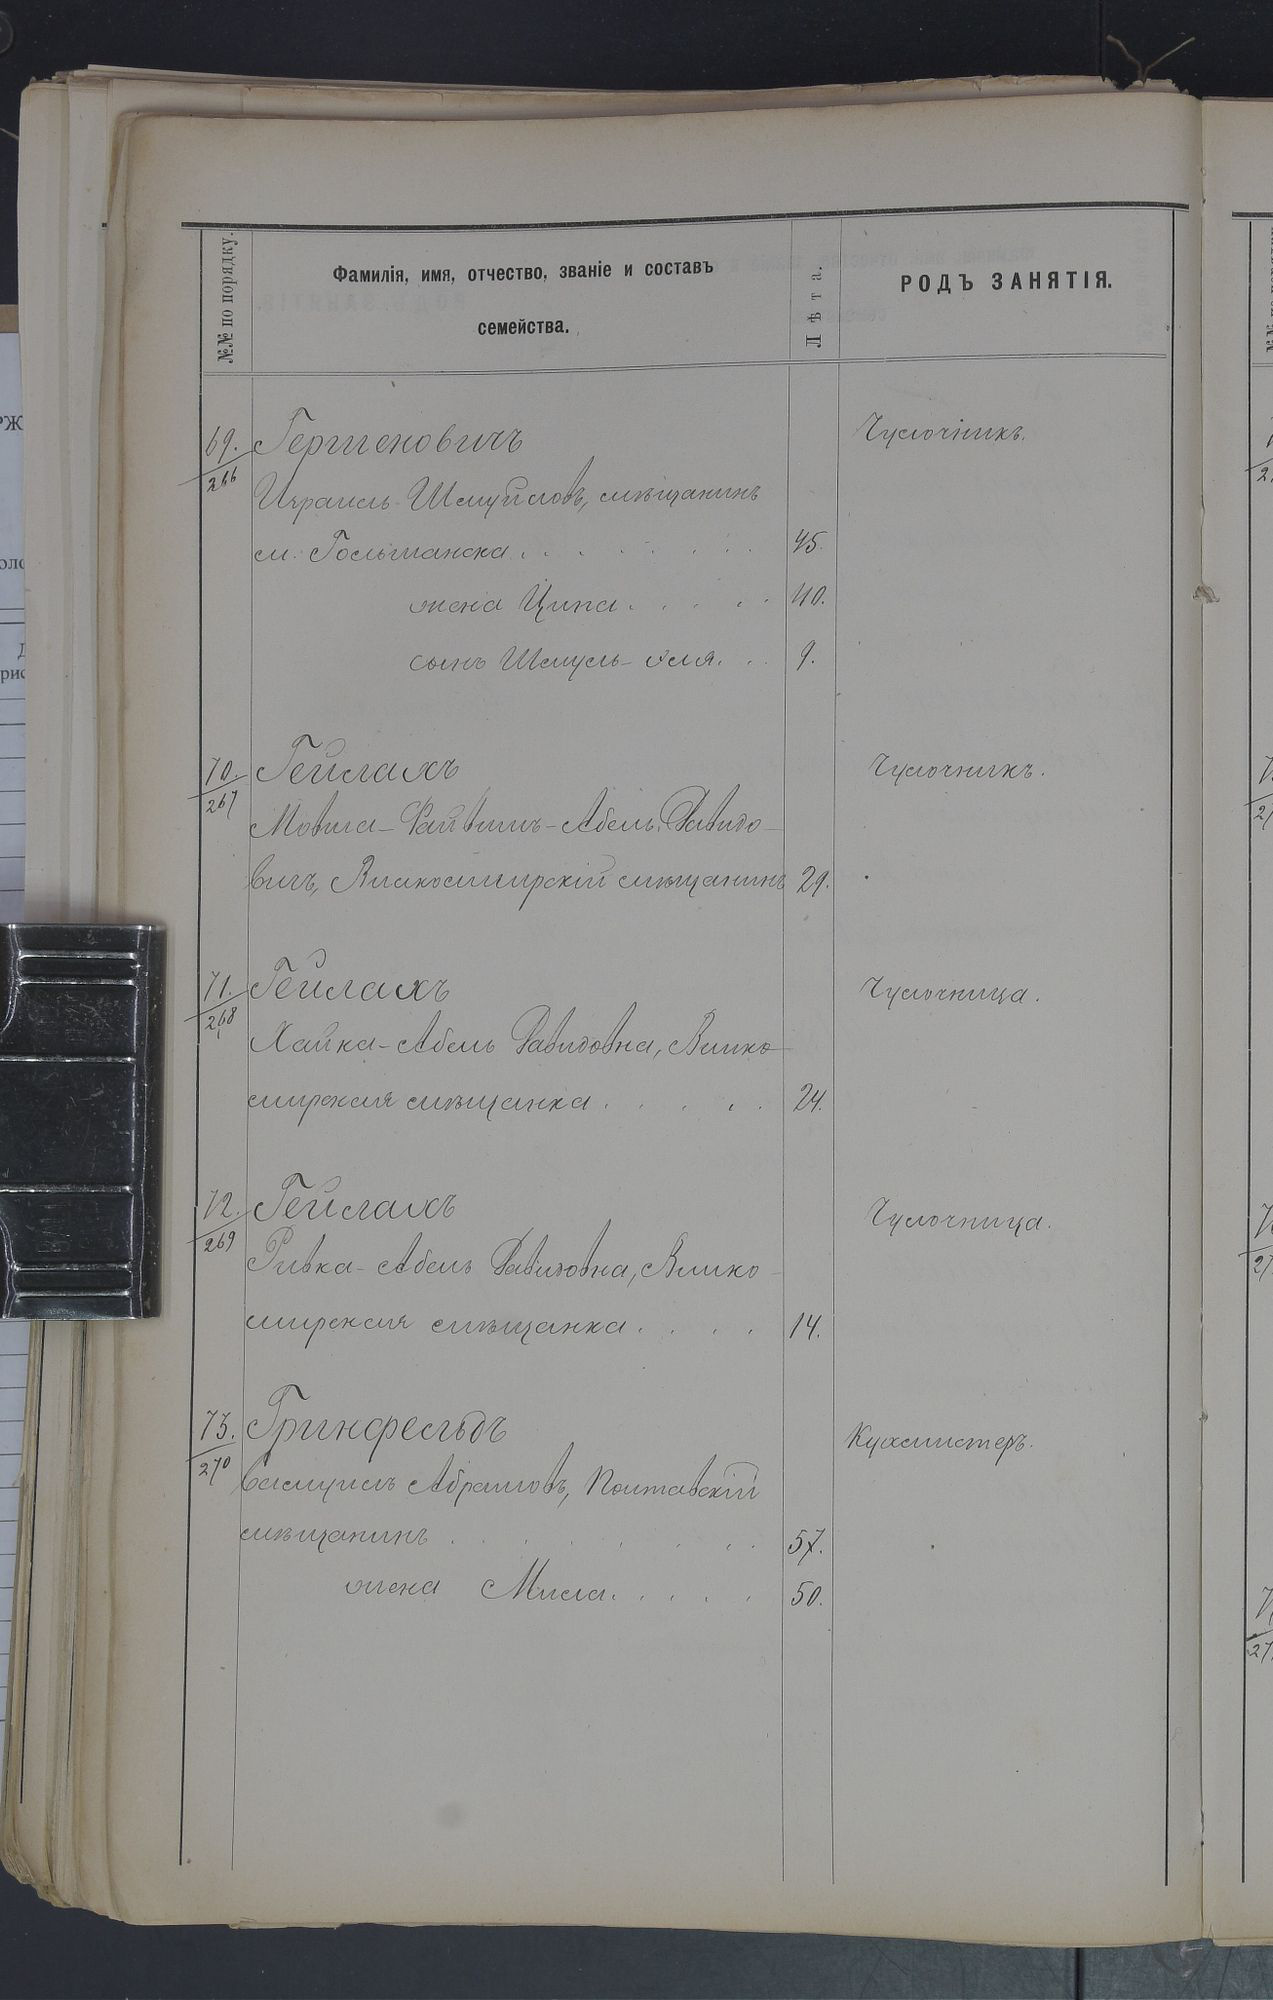 №№ по порядку.
Фамилія, имя, отчество, званіе и составъ
семейства.
Лѣта.
РОДЪ ЗАНЯТІЯ.
69. Гершеновичъ Чулочникъ.
266
Израиль Шмуйловъ, мѣщанинъ
м. Гольшанска . . . . . . . . 45.
жена Ципа . . . . . 40.
сынъ Шмуль-Эля. . . 9.
70. Гейлахъ Чулочникъ.
267
Мовша-Файвишъ-Абель Давидо-
вичъ, Вилкомирскій мѣщанинъ 29.
71. Гейлахъ Чулочница.
268
Хайка-Абель Давидовна, Вилко-
мирская мѣщанка . . . . . 24.
72. Гейлахъ Чулочница.
269
Ривка-Абель Давидовна, Вилко-
мирская мѣщанка . . . . 14.
73. Гринфельдъ Кухмистеръ.
270
Самуилъ Абрамовъ, Полтавскій
мѣщанинъ . . . . . . . . 57.
жена . . . . . 50.